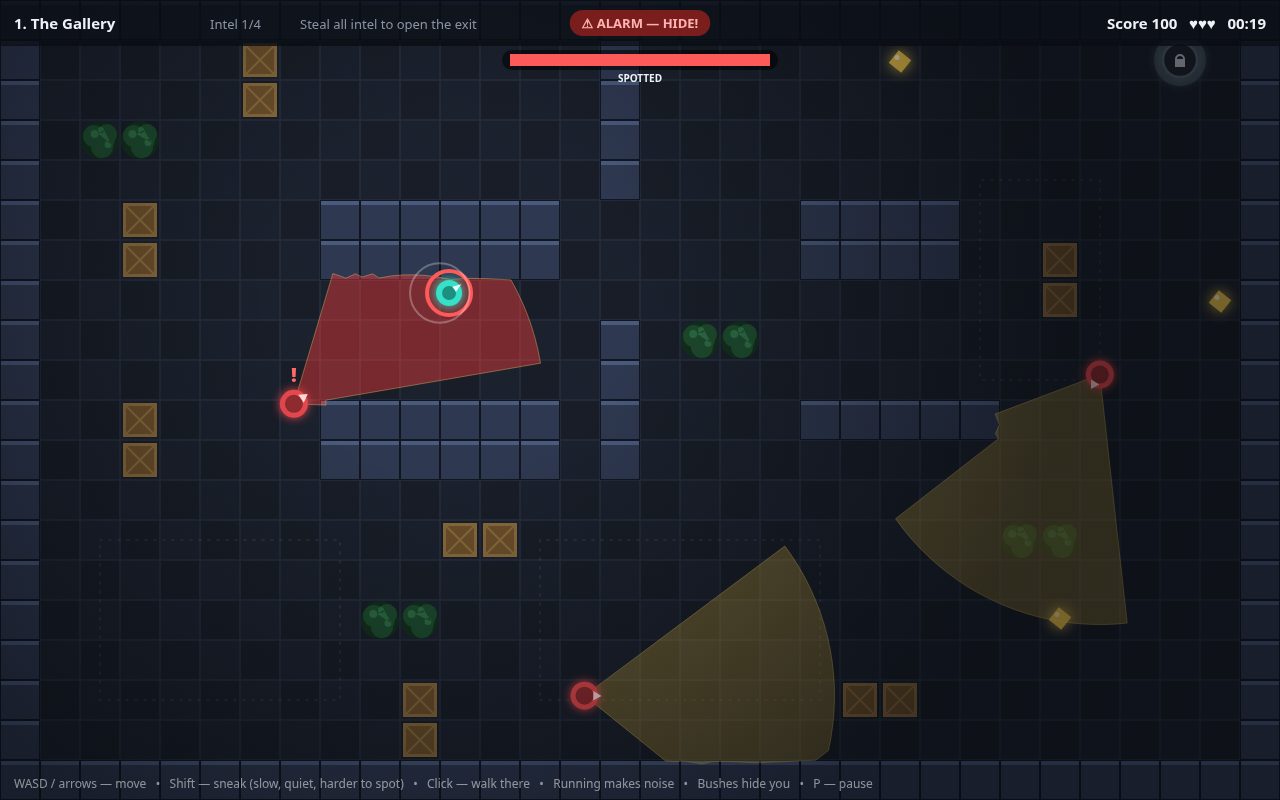 1. The Gallery Intel 1/4 Steal all intel to open the exit ⚠ ALARM — HIDE! Score 100 ♥♥♥ 00:19
SPOTTED
!
WASD / arrows — move • Shift — sneak (slow, quiet, harder to spot) • Click — walk there • Running makes noise • Bushes hide you • P — pause